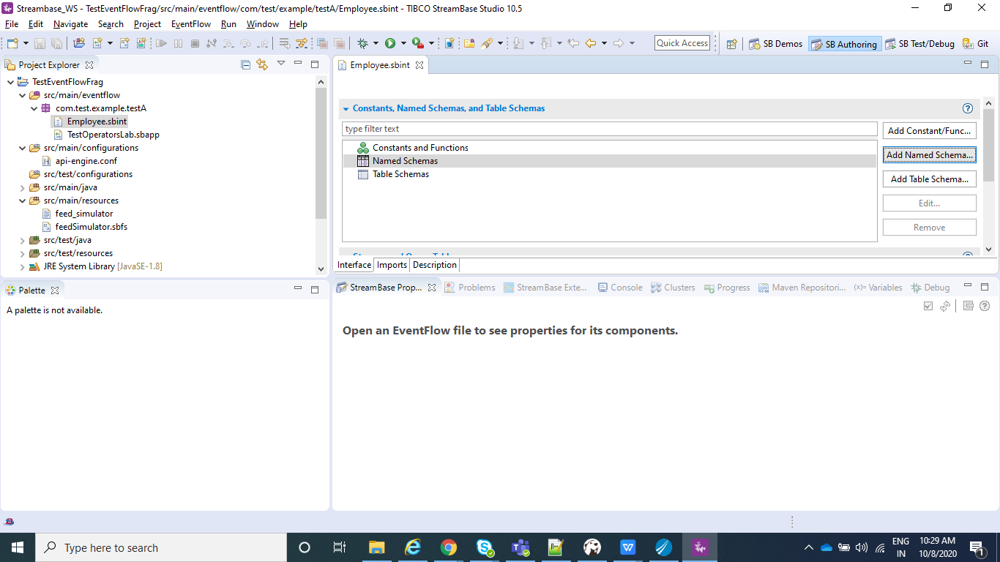 Streambase_WS - TestEventFlowFrag/src/main/eventflow/com/test/example/testA/Employee.sbint - TIBCO StreamBase Studio 10.5
File Edit Navigate Search Project EventFlow Run Window Help
Quick Access SB Demos SB Authoring SB Test/Debug Git
Project Explorer
TestEventFlowFrag
src/main/eventflow
com.test.example.testA
Employee.sbint
TestOperatorsLab.sbapp
src/main/configurations
api-engine.conf
src/test/configurations
src/main/java
src/main/resources
feed_simulator
feedSimulator.sbfs
src/test/java
src/test/resources
JRE System Library [JavaSE-1.8]
Employee.sbint
Constants, Named Schemas, and Table Schemas
type filter text
Constants and Functions
Named Schemas
Table Schemas
Add Constant/Func...
Add Named Schema...
Add Table Schema...
Edit...
Remove
Interface Imports Description
Palette
A palette is not available.
StreamBase Prop... Problems StreamBase Exte... Console Clusters Progress Maven Repositori... (x)= Variables Debug
Open an EventFlow file to see properties for its components.
Type here to search
ENG
IN
10:29 AM
10/8/2020
1